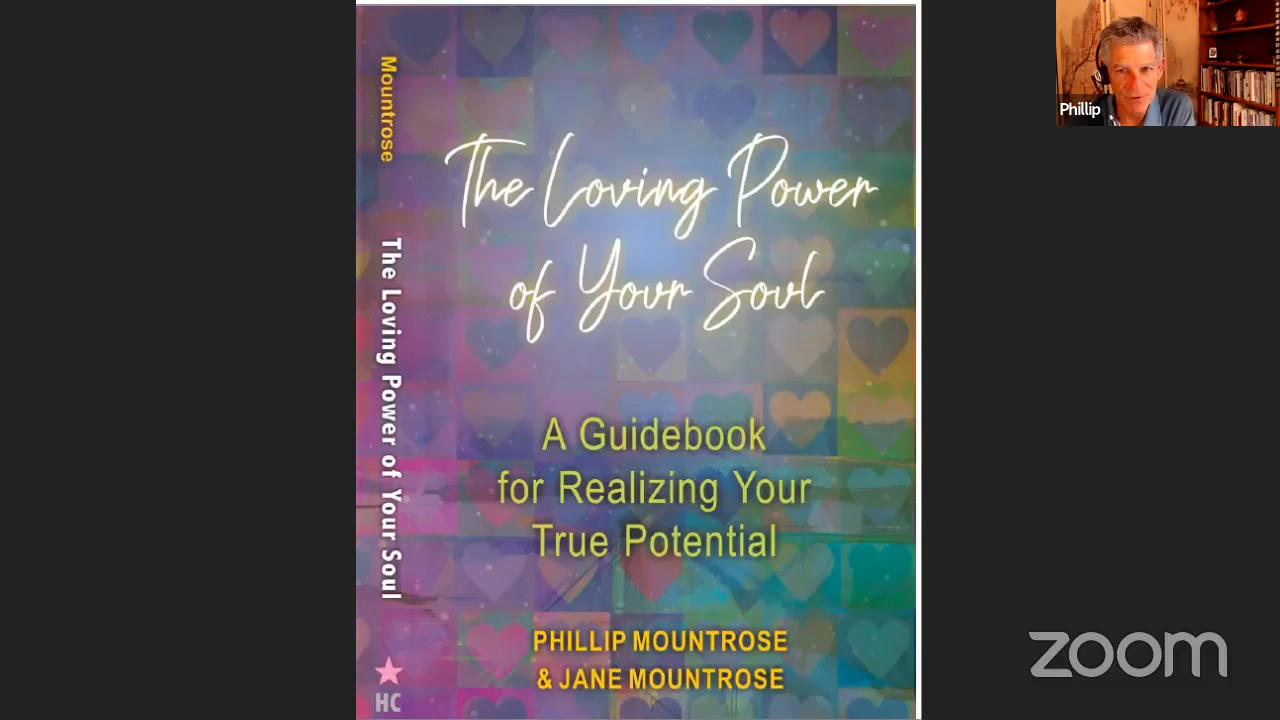 Mountrose
The Loving Power of Your Soul
HC
The Loving Power
of Your Soul
A Guidebook
for Realizing Your
True Potential
PHILLIP MOUNTROSE
& JANE MOUNTROSE
Phillip
zoom